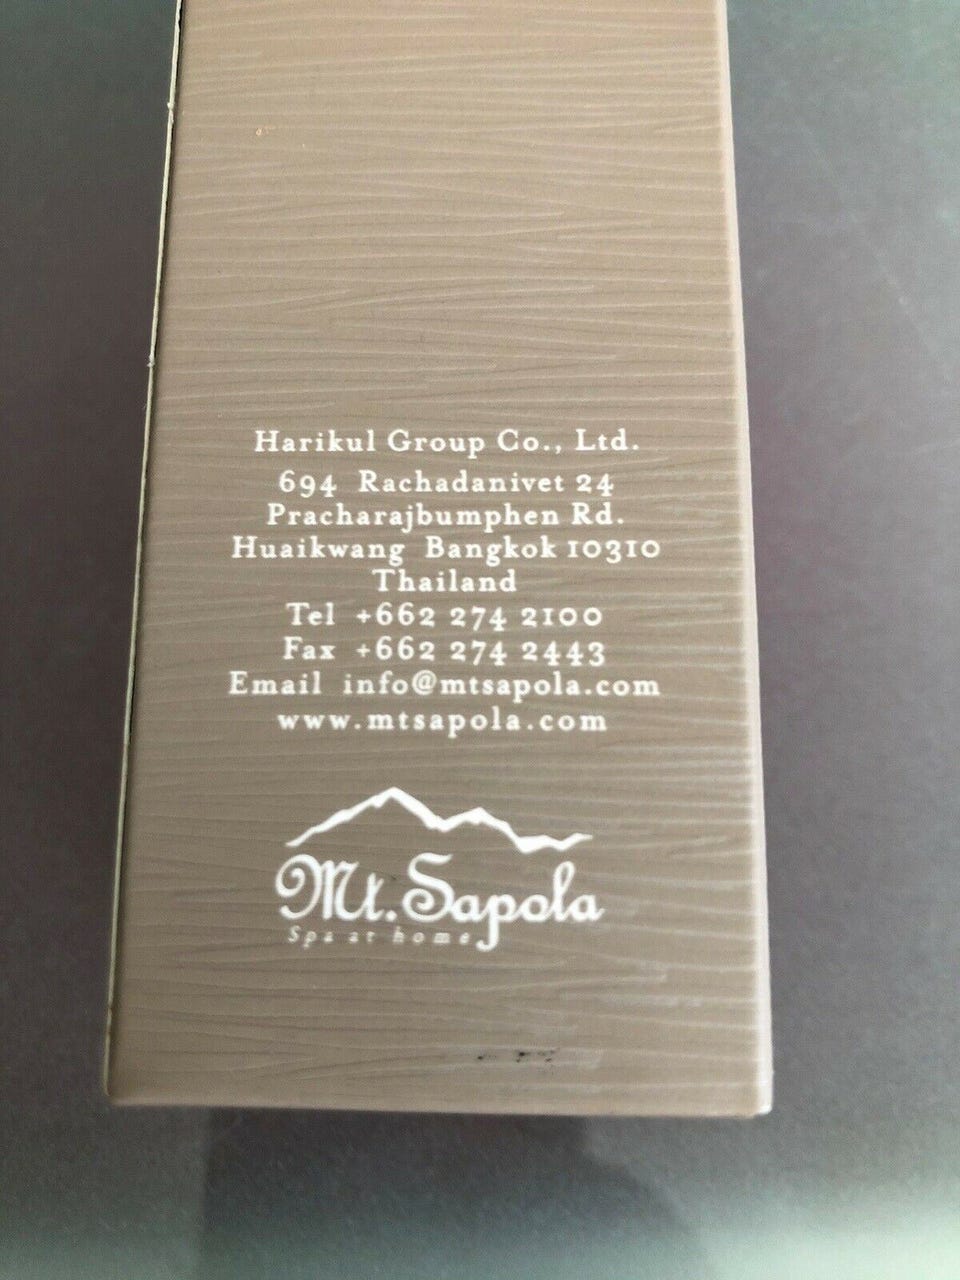 Harikul Group Co., Ltd.
694 Rachadanivet 24
Pracharajbumphen Rd.
Huaikwang Bangkok 10310
Thailand
Tel +662 274 2100
Fax +662 274 2443
Email info@mtsapola.com
www.mtsapola.com
Mt. Sapola
Spa at home